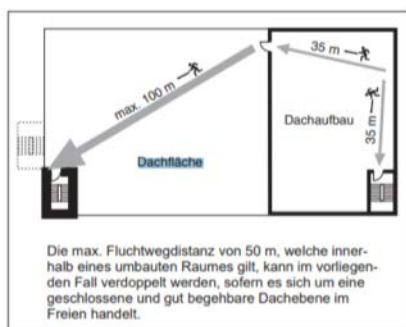 35 m
max. 100 m
Dachaufbau
35 m
Dachfläche
Die max. Fluchtwegdistanz von 50 m, welche inner-
halb eines umbauten Raumes gilt, kann im vorliegen-
den Fall verdoppelt werden, sofern es sich um eine
geschlossene und gut begehbare Dachebene im
Freien handelt.